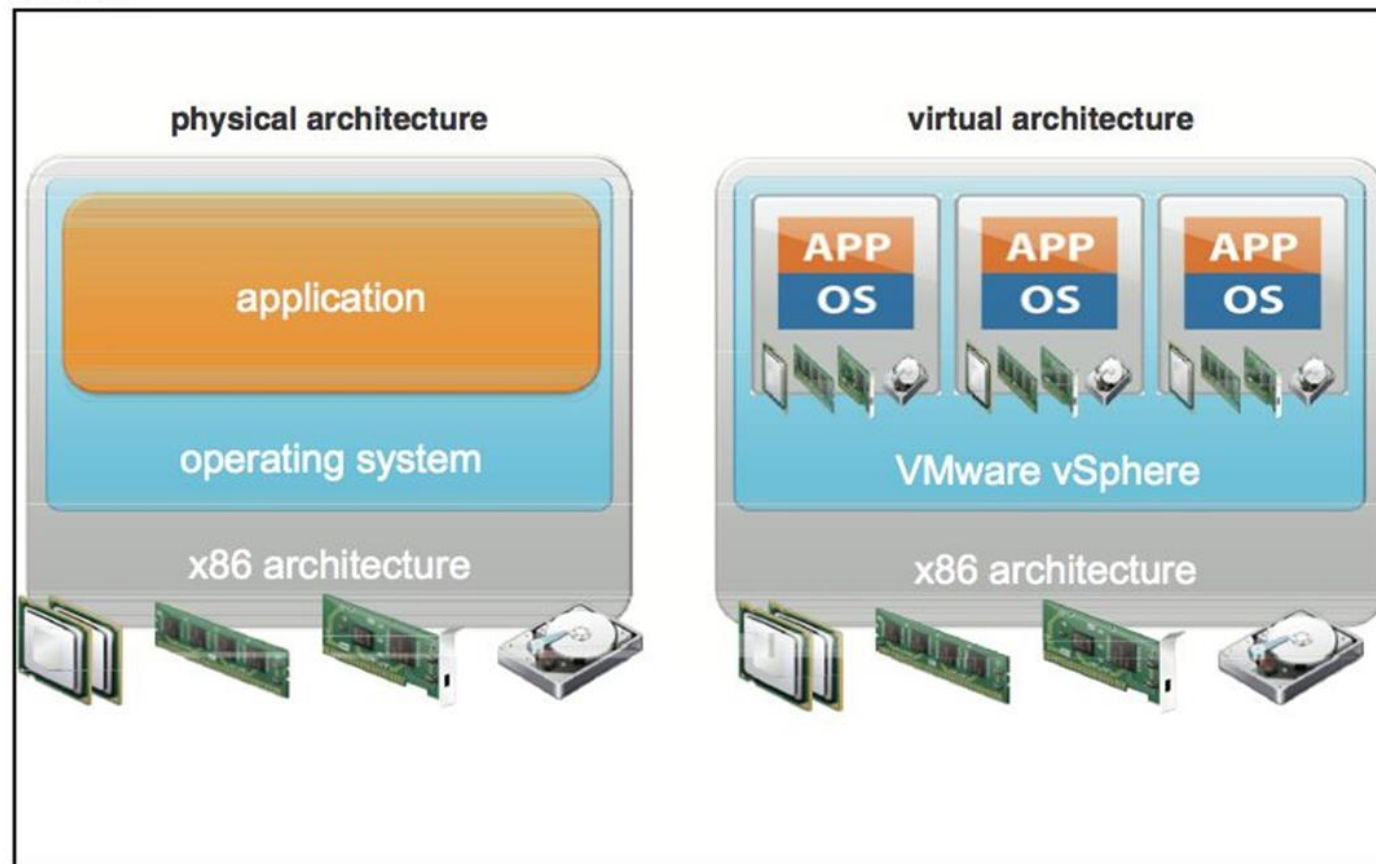 physical architecture
application
operating system
x86 architecture
virtual architecture
APP
OS
APP
OS
APP
OS
VMware vSphere
x86 architecture